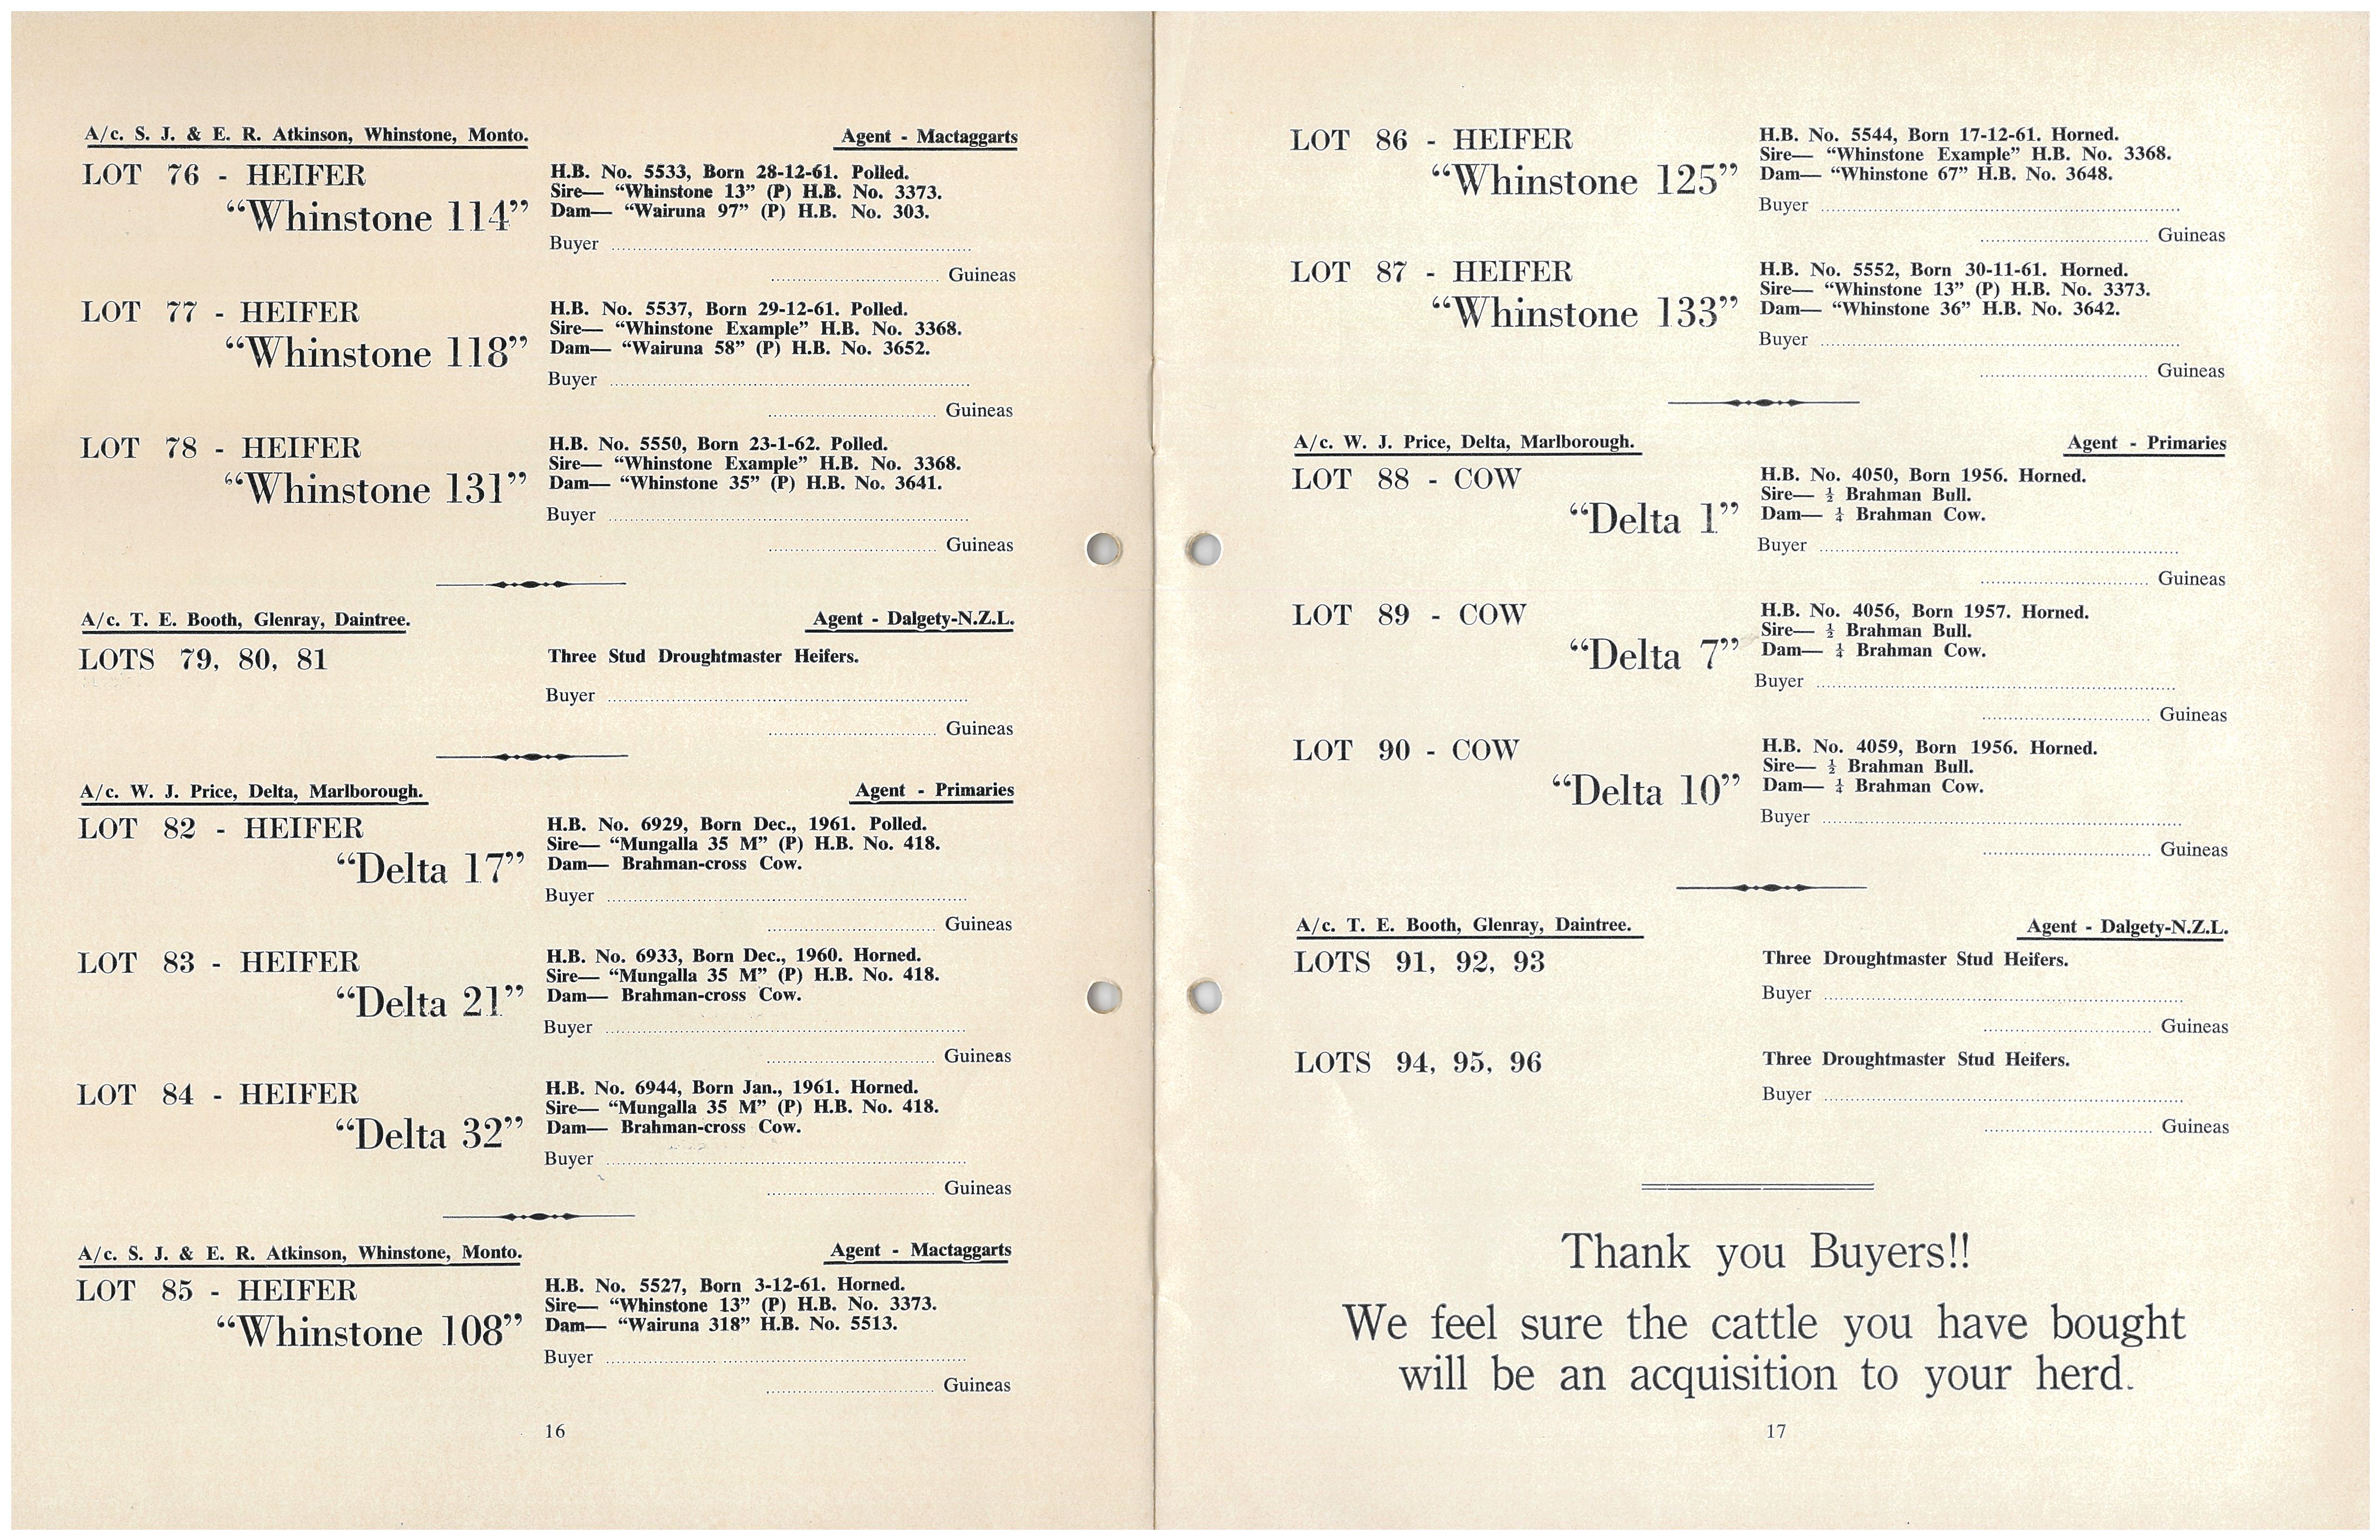 A/c. S. J. & E. R. Atkinson, Whinstone, Monto. Agent - Mactaggarts
LOT 76 - HEIFER
“Whinstone 114”
H.B. No. 5533, Born 28-12-61. Polled.
Sire— “Whinstone 13” (P) H.B. No. 3373.
Dam— “Wairuna 97” (P) H.B. No. 303.
Buyer
Guineas
LOT 77 - HEIFER
“Whinstone 118”
H.B. No. 5537, Born 29-12-61. Polled.
Sire— “Whinstone Example” H.B. No. 3368.
Dam— “Wairuna 58” (P) H.B. No. 3652.
Buyer
Guineas
LOT 78 - HEIFER
“Whinstone 131”
H.B. No. 5550, Born 23-1-62. Polled.
Sire— “Whinstone Example” H.B. No. 3368.
Dam— “Whinstone 35” (P) H.B. No. 3641.
Buyer
Guineas
A/c. T. E. Booth, Glenray, Daintree. Agent - Dalgety-N.Z.L.
LOTS 79, 80, 81
Three Stud Droughtmaster Heifers.
Buyer
Guineas
A/c. W. J. Price, Delta, Marlborough. Agent - Primaries
LOT 82 - HEIFER
“Delta 17”
H.B. No. 6929, Born Dec., 1961. Polled.
Sire— “Mungalla 35 M” (P) H.B. No. 418.
Dam— Brahman-cross Cow.
Buyer
Guineas
LOT 83 - HEIFER
“Delta 21”
H.B. No. 6933, Born Dec., 1960. Horned.
Sire— “Mungalla 35 M” (P) H.B. No. 418.
Dam— Brahman-cross Cow.
Buyer
Guineas
LOT 84 - HEIFER
“Delta 32”
H.B. No. 6944, Born Jan., 1961. Horned.
Sire— “Mungalla 35 M” (P) H.B. No. 418.
Dam— Brahman-cross Cow.
Buyer
Guineas
A/c. S. J. & E. R. Atkinson, Whinstone, Monto. Agent - Mactaggarts
LOT 85 - HEIFER
“Whinstone 108”
H.B. No. 5527, Born 3-12-61. Horned.
Sire— “Whinstone 13” (P) H.B. No. 3373.
Dam— “Wairuna 318” H.B. No. 5513.
Buyer
Guineas
16
LOT 86 - HEIFER
“Whinstone 125”
H.B. No. 5544, Born 17-12-61. Horned.
Sire— “Whinstone Example” H.B. No. 3368.
Dam— “Whinstone 67” H.B. No. 3648.
Buyer
Guineas
LOT 87 - HEIFER
“Whinstone 133”
H.B. No. 5552, Born 30-11-61. Horned.
Sire— “Whinstone 13” (P) H.B. No. 3373.
Dam— “Whinstone 36” H.B. No. 3642.
Buyer
Guineas
A/c. W. J. Price, Delta, Marlborough. Agent - Primaries
LOT 88 - COW
“Delta 1”
H.B. No. 4050, Born 1956. Horned.
Sire— ½ Brahman Bull.
Dam— ¼ Brahman Cow.
Buyer
Guineas
LOT 89 - COW
“Delta 7”
H.B. No. 4056, Born 1957. Horned.
Sire— ½ Brahman Bull.
Dam— ¼ Brahman Cow.
Buyer
Guineas
LOT 90 - COW
“Delta 10”
H.B. No. 4059, Born 1956. Horned.
Sire— ½ Brahman Bull.
Dam— ¼ Brahman Cow.
Buyer
Guineas
A/c. T. E. Booth, Glenray, Daintree. Agent - Dalgety-N.Z.L.
LOTS 91, 92, 93
Three Droughtmaster Stud Heifers.
Buyer
Guineas
LOTS 94, 95, 96
Three Droughtmaster Stud Heifers.
Buyer
Guineas
Thank you Buyers!!
We feel sure the cattle you have bought
will be an acquisition to your herd.
17